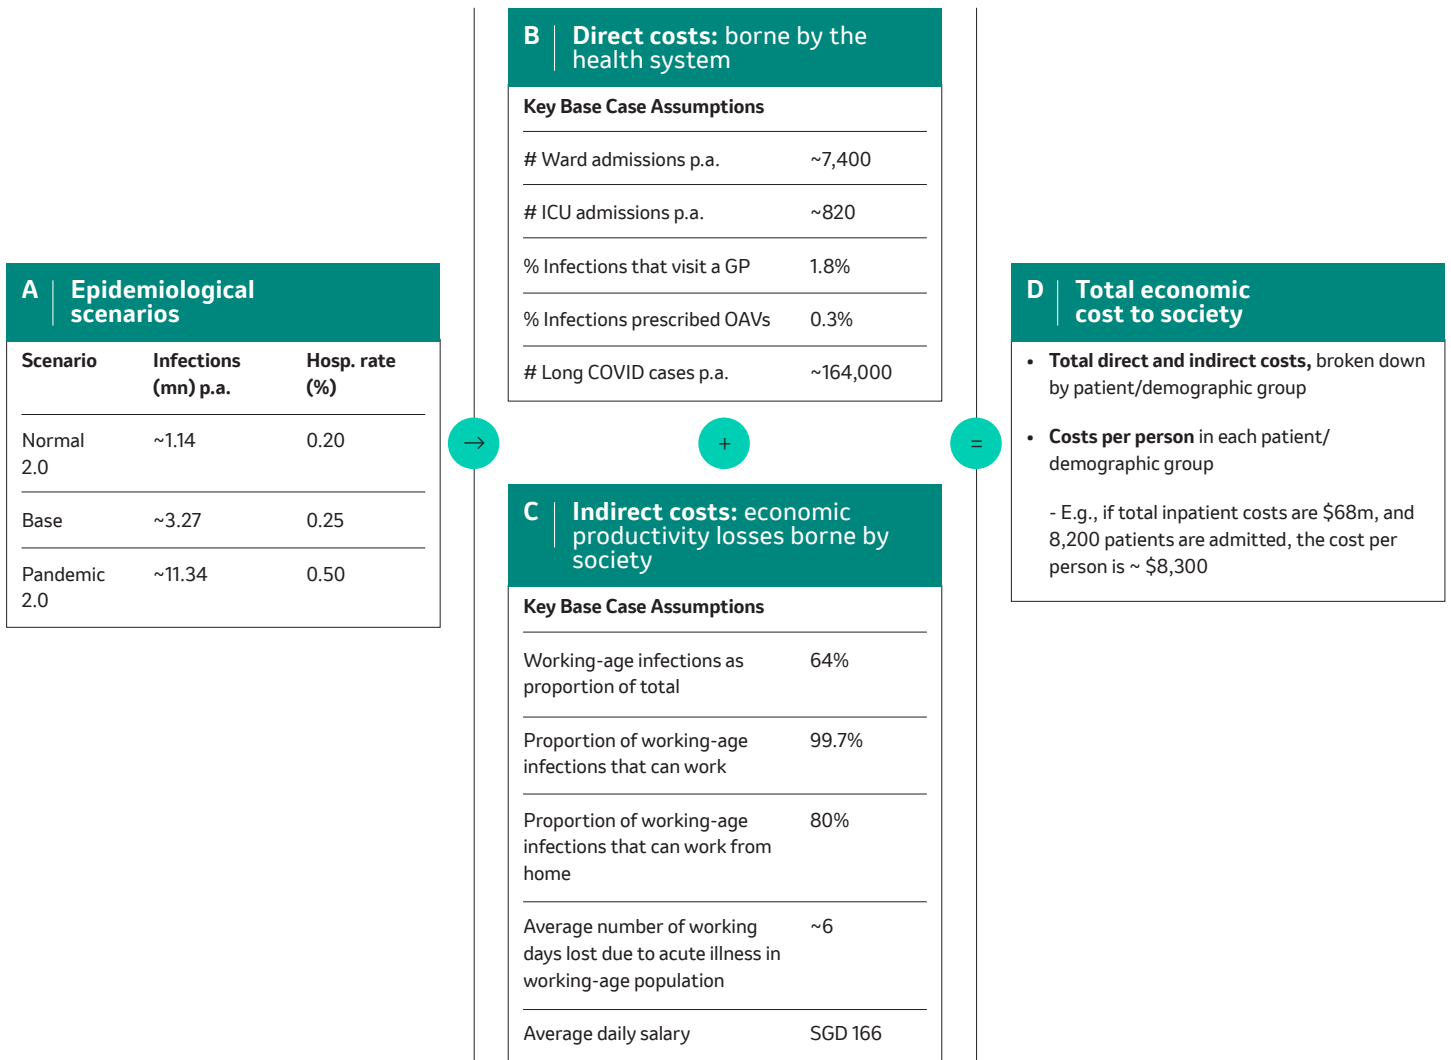 A
Epidemiological
scenarios
Scenario Infections Hosp. rate
(mn) p.a. (%)
Normal ~1.14 0.20
2.0
Base ~3.27 0.25
Pandemic ~11.34 0.50
2.0
→
B
Direct costs: borne by the
health system
Key Base Case Assumptions
# Ward admissions p.a. ~7,400
# ICU admissions p.a. ~820
% Infections that visit a GP 1.8%
% Infections prescribed OAVs 0.3%
# Long COVID cases p.a. ~164,000
+
C
Indirect costs: economic
productivity losses borne by
society
Key Base Case Assumptions
Working-age infections as 64%
proportion of total
Proportion of working-age 99.7%
infections that can work
Proportion of working-age 80%
infections that can work from
home
Average number of working ~6
days lost due to acute illness in
working-age population
Average daily salary SGD 166
=
D
Total economic
cost to society
• Total direct and indirect costs, broken down
by patient/demographic group
• Costs per person in each patient/
demographic group
- E.g., if total inpatient costs are $68m, and
8,200 patients are admitted, the cost per
person is ~ $8,300